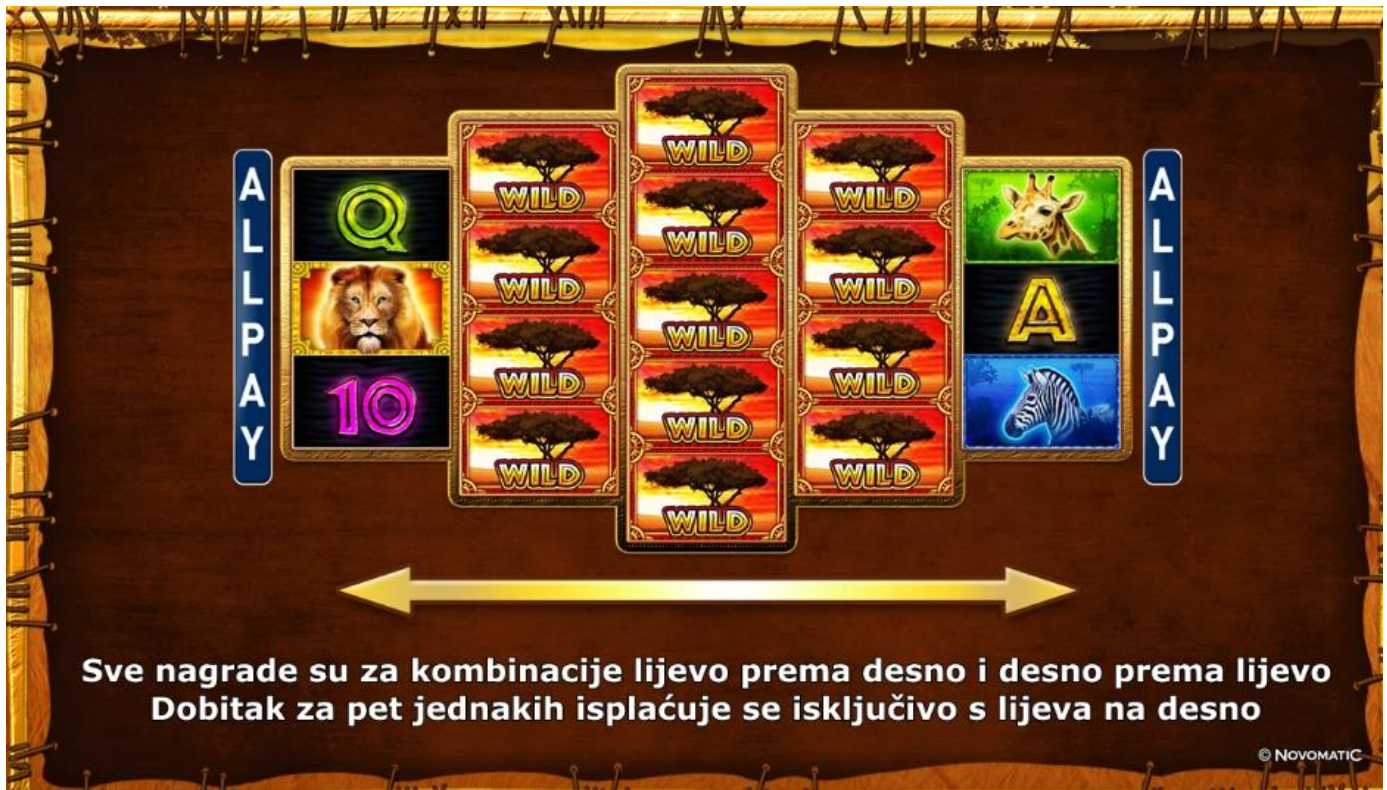 WILD
WILD WILD WILD
Q WILD WILD WILD
WILD WILD WILD A
10 WILD WILD WILD
WILD
ALLPAY
ALLPAY
Sve nagrade su za kombinacije lijevo prema desno i desno prema lijevo
Dobitak za pet jednakih isplaćuje se isključivo s lijeva na desno
© NOVOMATIC